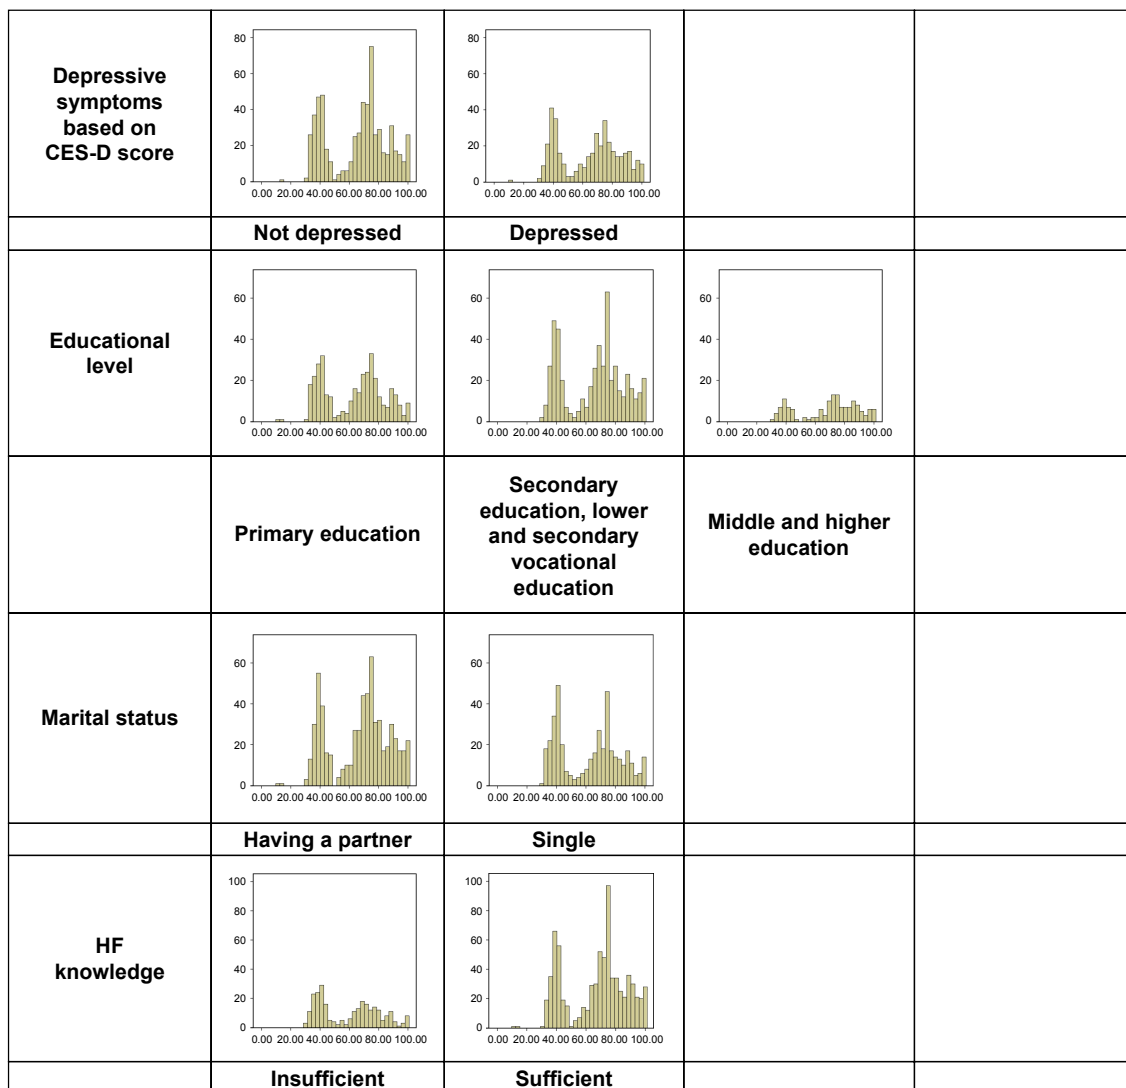 Depressive
symptoms
based on
CES-D score
80
60
40
20
0
0.00 20.00 40.00 60.00 80.00 100.00
80
60
40
20
0
0.00 20.00 40.00 60.00 80.00 100.00
Not depressed
Depressed
Educational
level
60
40
20
0
0.00 20.00 40.00 60.00 80.00 100.00
60
40
20
0
0.00 20.00 40.00 60.00 80.00 100.00
60
40
20
0
0.00 20.00 40.00 60.00 80.00 100.00
Primary education
Secondary
education, lower
and secondary
vocational
education
Middle and higher
education
Marital status
60
40
20
0
0.00 20.00 40.00 60.00 80.00 100.00
60
40
20
0
0.00 20.00 40.00 60.00 80.00 100.00
Having a partner
Single
HF
knowledge
100
80
60
40
20
0
0.00 20.00 40.00 60.00 80.00 100.00
100
80
60
40
20
0
0.00 20.00 40.00 60.00 80.00 100.00
Insufficient
Sufficient